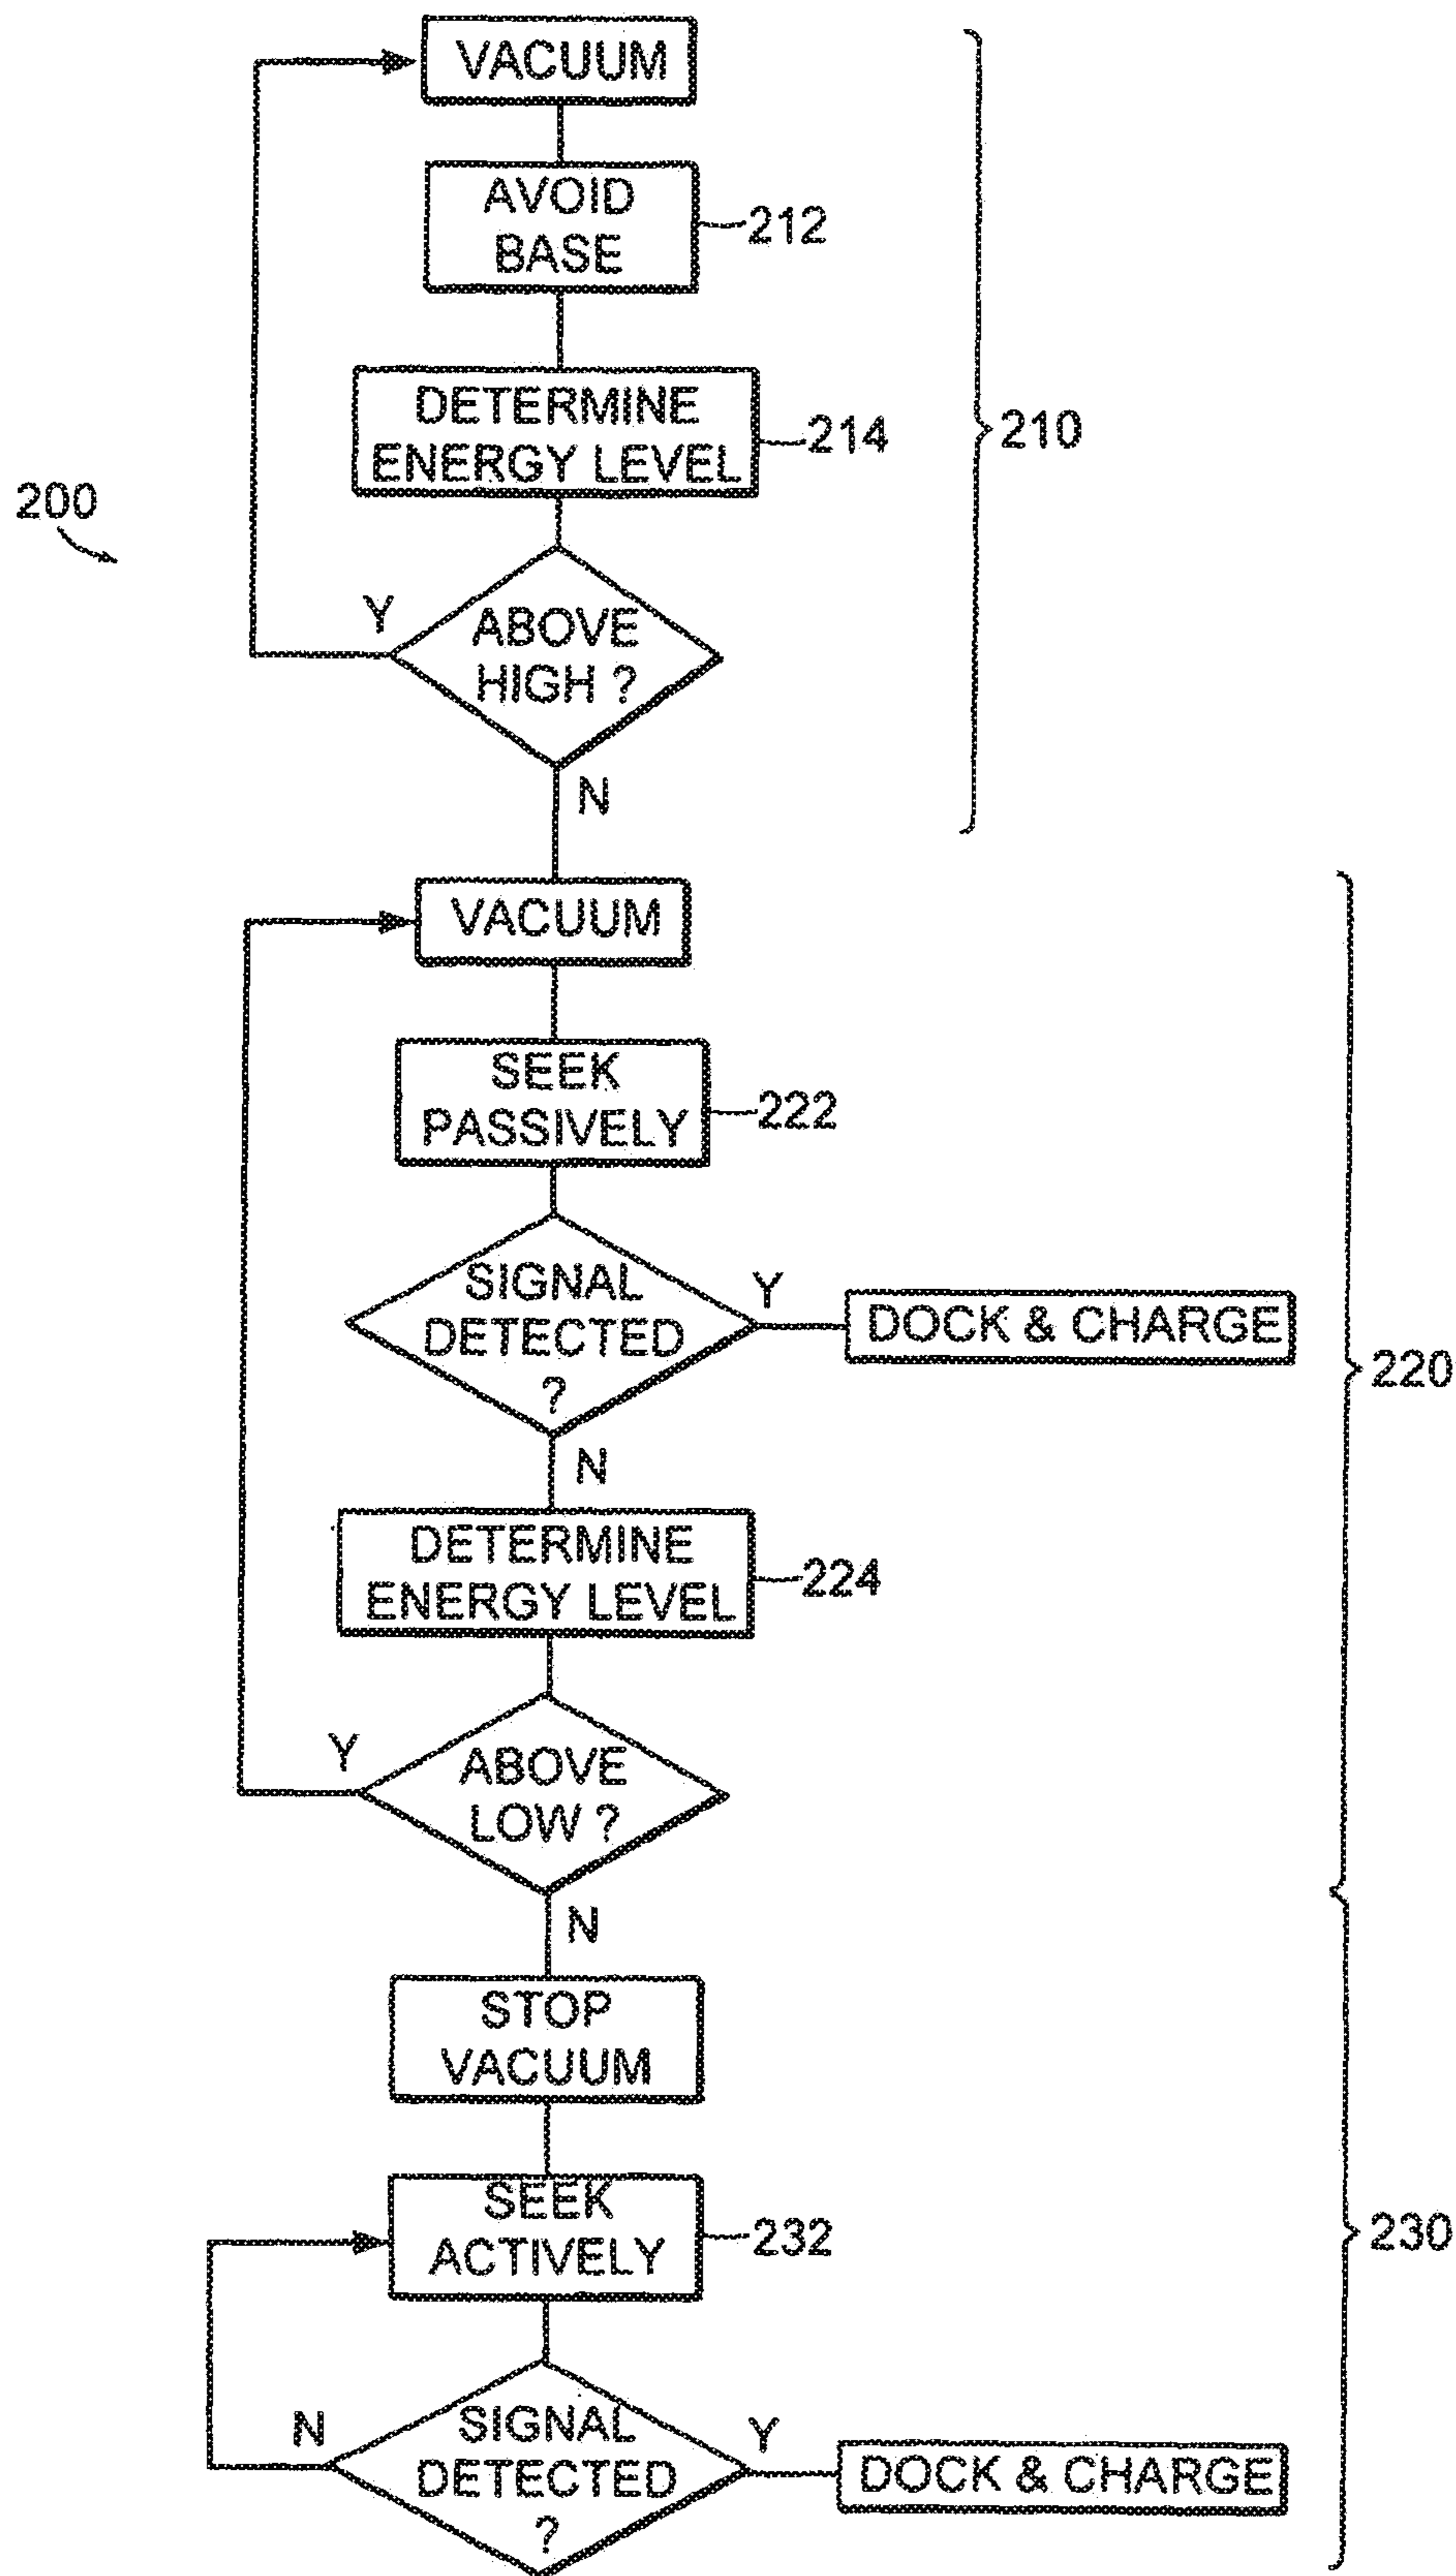 VACUUM
AVOID
BASE
212
DETERMINE
ENERGY LEVEL
214
210
200
Y
ABOVE
HIGH ?
N
VACUUM
SEEK
PASSIVELY
222
SIGNAL
DETECTED
?
Y
DOCK & CHARGE
220
N
DETERMINE
ENERGY LEVEL
224
Y
ABOVE
LOW ?
N
STOP
VACUUM
SEEK
ACTIVELY
232
230
N
SIGNAL
DETECTED
?
Y
DOCK & CHARGE